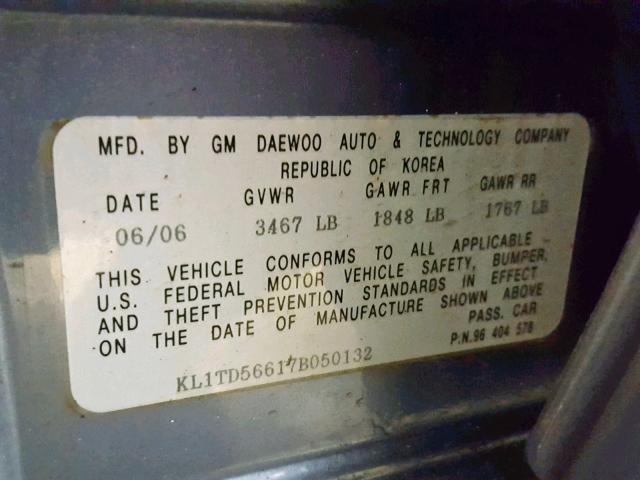 MFD. BY GM DAEWOO AUTO & TECHNOLOGY COMPANY
REPUBLIC OF KOREA
DATE GVWR GAWR FRT GAWR RR
06/06 3467 LB 1848 LB 1767 LB
THIS VEHICLE CONFORMS TO ALL APPLICABLE
U.S. FEDERAL MOTOR VEHICLE SAFETY, BUMPER,
AND THEFT PREVENTION STANDARDS IN EFFECT
ON THE DATE OF MANUFACTURE SHOWN ABOVE
PASS. CAR
KL1TD56617B050132 P.N.96 404 578